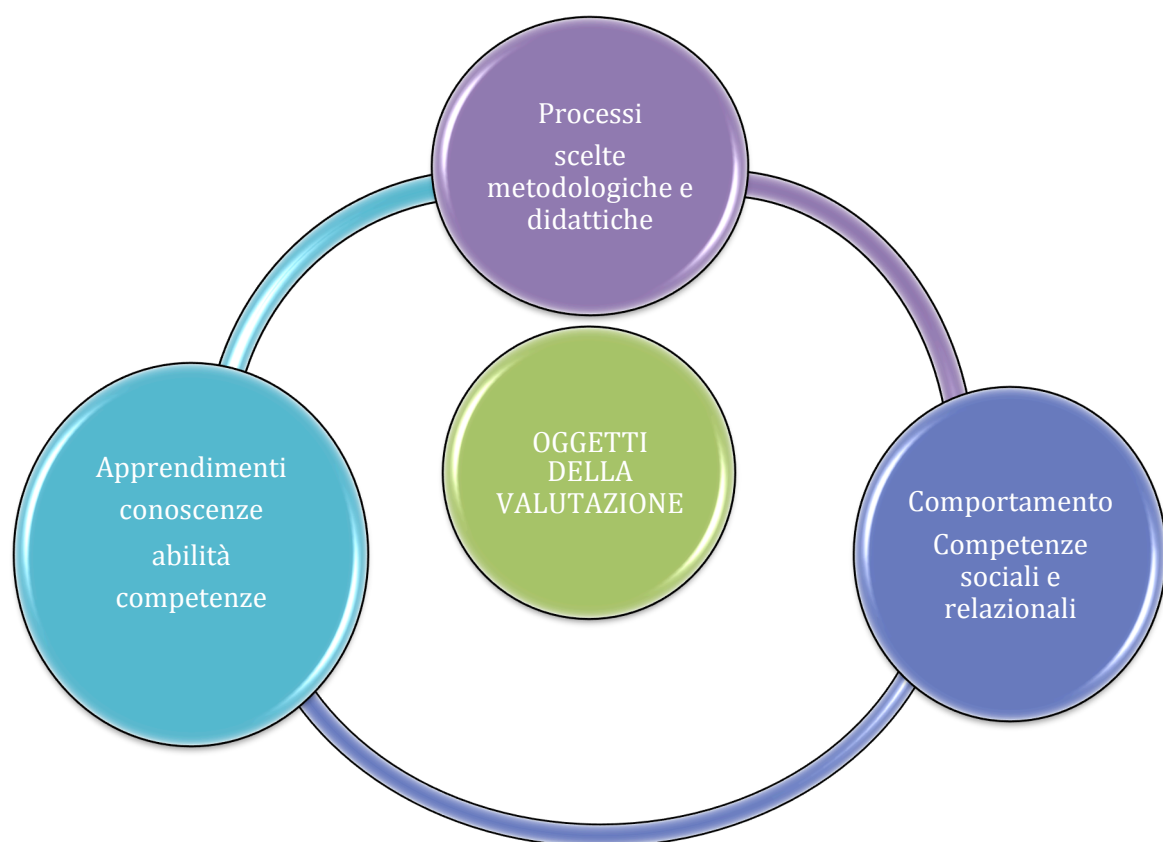 Processi
scelte
metodologiche e
didattiche
OGGETTI
DELLA
VALUTAZIONE
Apprendimenti
conoscenze
abilità
competenze
Comportamento
Competenze
sociali e
relazionali